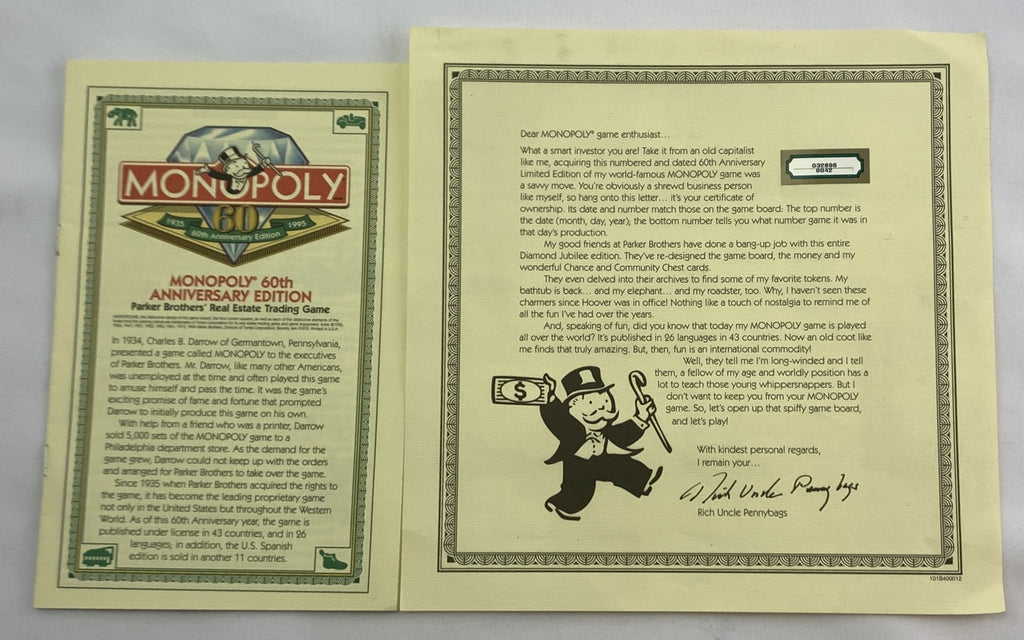 MONOPOLY
60
1935 1995
60th Anniversary Edition
MONOPOLY® 60th
ANNIVERSARY EDITION
Parker Brothers' Real Estate Trading Game
In 1934, Charles B. Darrow of Germantown, Pennsylvania,
presented a game called MONOPOLY to the executives
of Parker Brothers. Mr. Darrow, like many other Americans,
was unemployed at the time and often played this game
to amuse himself and pass the time. It was the game's
exciting promise of fame and fortune that prompted
Darrow to initially produce this game on his own.
With help from a friend who was a printer, Darrow
sold 5,000 sets of the MONOPOLY game to a
Philadelphia department store. As the demand for the
game grew, Darrow could not keep up with the orders
and arranged for Parker Brothers to take over the game.
Since 1935 when Parker Brothers acquired the rights to
the game, it has become the leading proprietary game
not only in the United States but throughout the Western
World. As of this 60th Anniversary year, the game is
published under license in 43 countries, and in 26
languages; in addition, the U.S. Spanish
edition is sold in another 11 countries.
Dear MONOPOLY® game enthusiast...
What a smart investor you are! Take it from an old capitalist
like me, acquiring this numbered and dated 60th Anniversary
Limited Edition of my world-famous MONOPOLY game was
a savvy move. You're obviously a shrewd business person
like myself, so hang onto this letter... it's your certificate of
ownership. Its date and number match those on the game board: The top number is
the date (month, day, year), the bottom number tells you what number game it was in
that day's production.
032898
6042
My good friends at Parker Brothers have done a bang-up job with this entire
Diamond Jubilee edition. They've re-designed the game board, the money and my
wonderful Chance and Community Chest cards.
They even delved into their archives to find some of my favorite tokens. My
bathtub is back... and my elephant... and my roadster, too. Why, I haven't seen these
charmers since Hoover was in office! Nothing like a touch of nostalgia to remind me of
all the fun I've had over the years.
And, speaking of fun, did you know that today my MONOPOLY game is played
all over the world? It's published in 26 languages in 43 countries. Now an old coot like
me finds that truly amazing. But, then, fun is an international commodity!
Well, they tell me I'm long-winded and I tell
them, a fellow of my age and worldly position has a
lot to teach those young whippersnappers. But I
don't want to keep you from your MONOPOLY
game. So, let's open up that spiffy game board,
and let's play!
$
With kindest personal regards,
I remain your...
Rich Uncle Pennybags
Rich Uncle Pennybags
101B400012